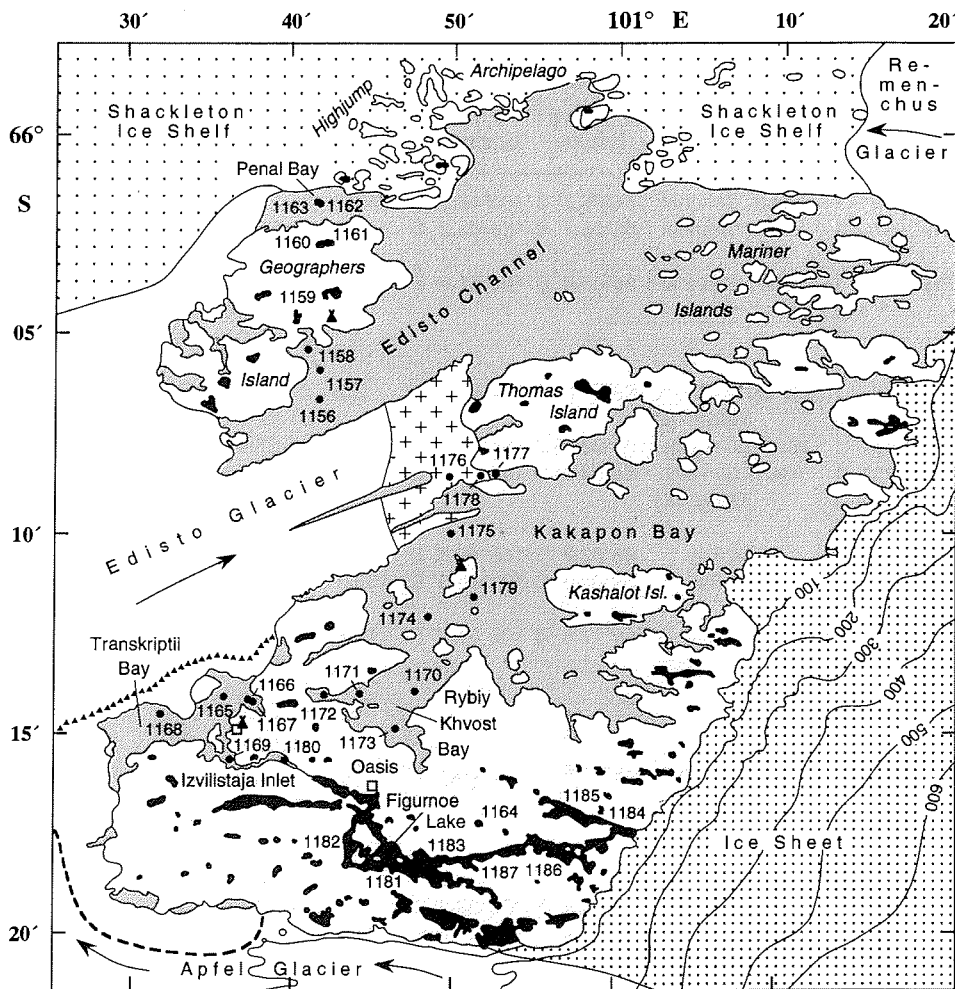 30´ 40´ 50´ 101° E 10´ 20´
Archipelago
Highjump
Re-
men-
chus
Glacier
Shackleton
Ice Shelf
Shackleton
Ice Shelf
66°
S
Penal Bay
1163 1162
1160 1161
Geographers
1159
Mariner
Islands
Edisto Channel
05´
1158
Island
1157
1156
Thomas
Island
1176 1177
1178
Edisto Glacier
10´
1175
Kakapon Bay
1179
Kashalot Isl.
1174
100
200
300
400
500
600
Transkriptii
Bay
1171 1170
1166
1165
Rybiy
Khvost
Bay
1167 1172
1168
15´
1173
1169 1180
Oasis
Izvilistaja Inlet
Figurnoe
Lake
1164
1185
1184
1182
1183
Ice Sheet
1181
1187 1186
20´
Apfel Glacier